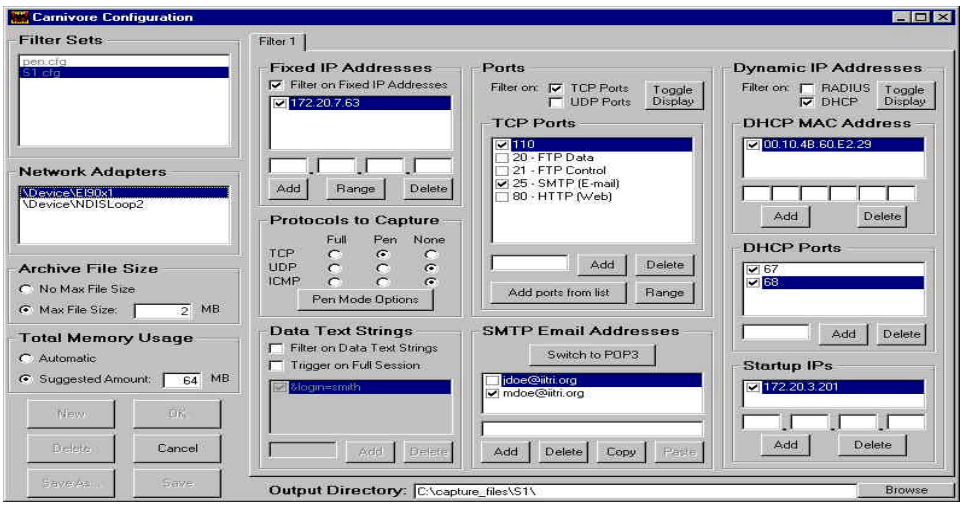 Carnivore Configuration
Filter Sets
pen.cfg
S1.cfg
Network Adapters
\Device\El90x1
\Device\NDISLoop2
Archive File Size
No Max File Size
Max File Size: 2 MB
Total Memory Usage
Automatic
Suggested Amount: 64 MB
New OK
Delete Cancel
Save As... Save
Filter 1
Fixed IP Addresses
Filter on Fixed IP Addresses
172.20.7.63
. . .
Add Range Delete
Protocols to Capture
Full Pen None
TCP
UDP
ICMP
Pen Mode Options
Data Text Strings
Filter on Data Text Strings
Trigger on Full Session
&login=smith
Add Delete
Ports
Filter on: TCP Ports
UDP Ports
Toggle
Display
TCP Ports
110
20 - FTP Data
21 - FTP Control
25 - SMTP (E-mail)
80 - HTTP (Web)
Add Delete
Add ports from list Range
SMTP Email Addresses
Switch to POP3
jdoe@iitri.org
mdoe@iitri.org
Add Delete Copy Paste
Dynamic IP Addresses
Filter on: RADIUS
DHCP
Toggle
Display
DHCP MAC Address
00.10.4B.60.E2.29
Add Delete
DHCP Ports
67
68
Add Delete
Startup IPs
172.20.3.201
. . .
Add Delete
Output Directory: C:\capture_files\S1\ Browse